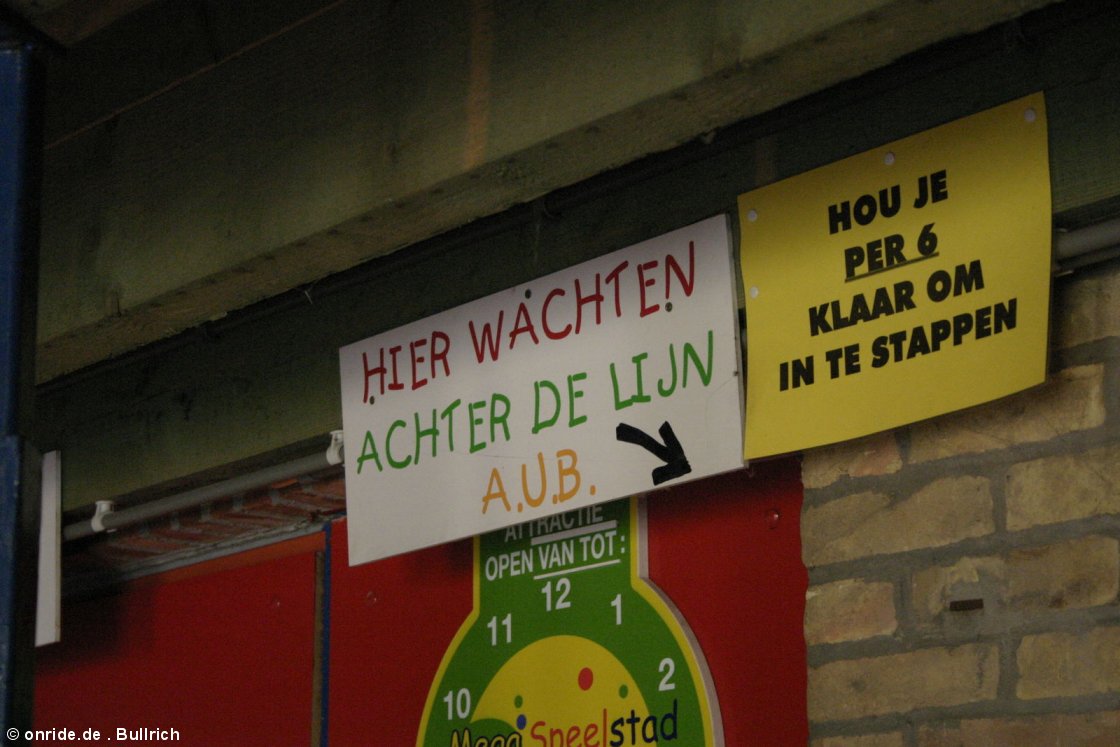 HOU JE
PER 6
KLAAR OM
IN TE STAPPEN
HIER WACHTEN
ACHTER DE LIJN
A.U.B.
ATTRACTIE
OPEN VAN TOT:
12
11
1
10
2
Mega Speelstad
© onride.de . Bullrich